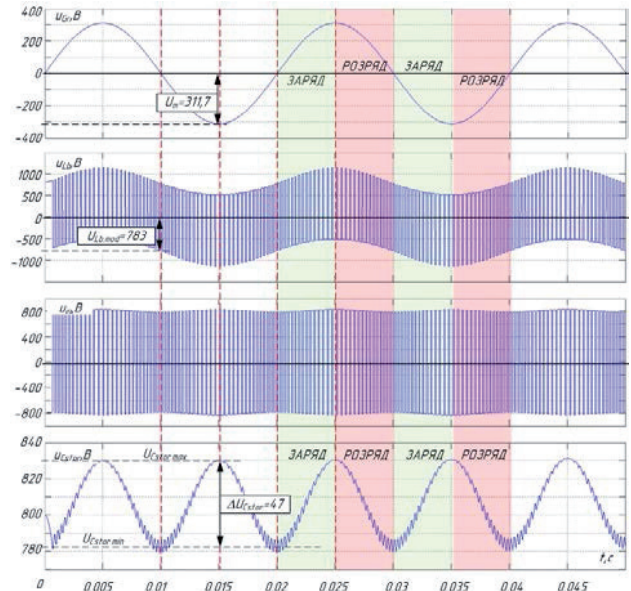 400
200
0
-200
-400
u_Gr, В
U_m=311,7
ЗАРЯД
РОЗРЯД
ЗАРЯД
РОЗРЯД
1000
500
0
-500
-1000
u_Lb, В
U_Lb.mod=783
800
400
0
-400
-800
840
820
800
780
u_Cstor, В
U_Cstor max
ΔU_Cstor=47
U_Cstor min
ЗАРЯД
РОЗРЯД
ЗАРЯД
РОЗРЯД
t, с
0
0.005
0.01
0.015
0.02
0.025
0.03
0.035
0.04
0.045